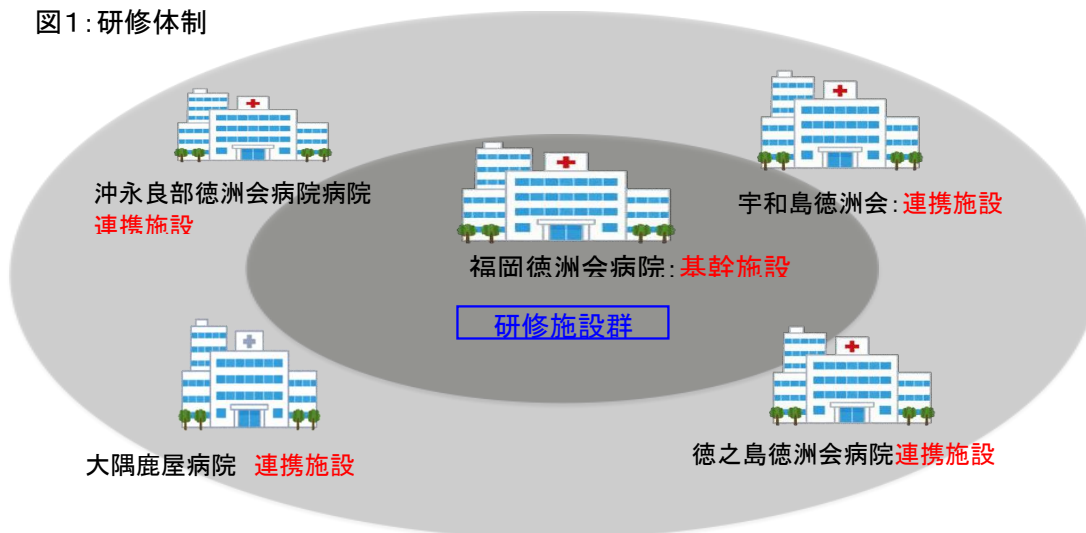 図1:研修体制
沖永良部徳洲会病院病院
連携施設
宇和島徳洲会:連携施設
福岡徳洲会病院:基幹施設
研修施設群
大隅鹿屋病院 連携施設
徳之島徳洲会病院連携施設